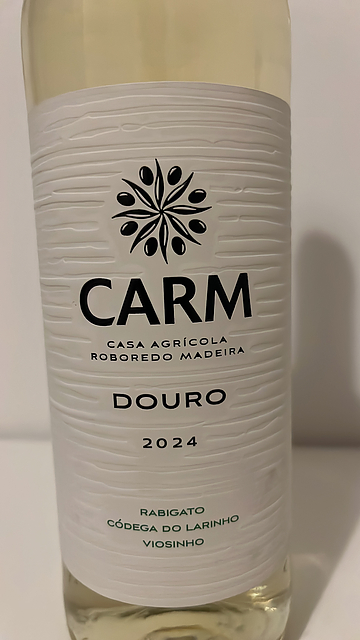 CARM
CASA AGRÍCOLA
ROBOREDO MADEIRA
DOURO
2024
RABIGATO
CÓDEGA DO LARINHO
VIOSINHO